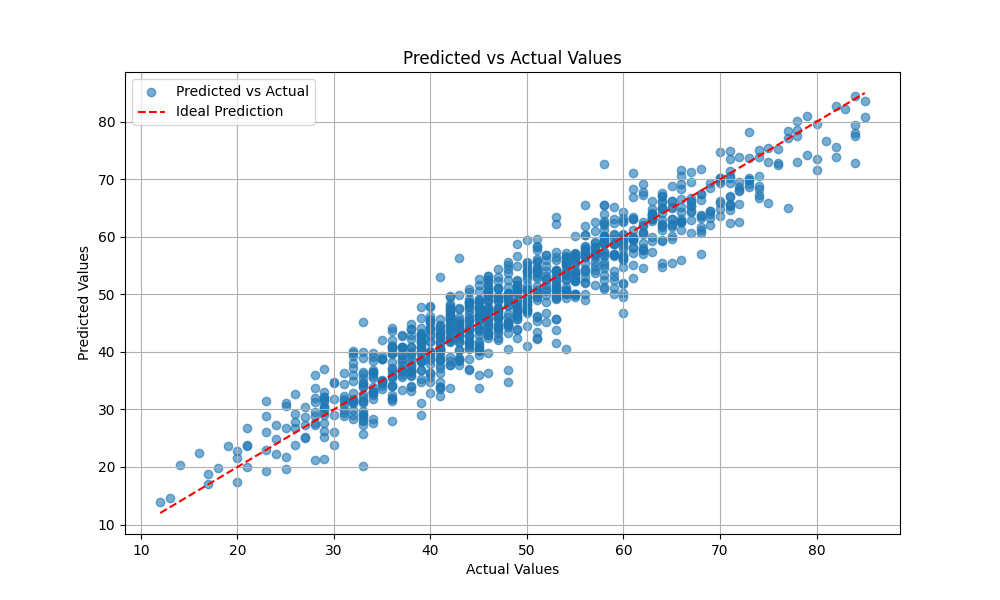 Predicted vs Actual Values
Predicted vs Actual
Ideal Prediction
Predicted Values
80
70
60
50
40
30
20
10
10 20 30 40 50 60 70 80
Actual Values